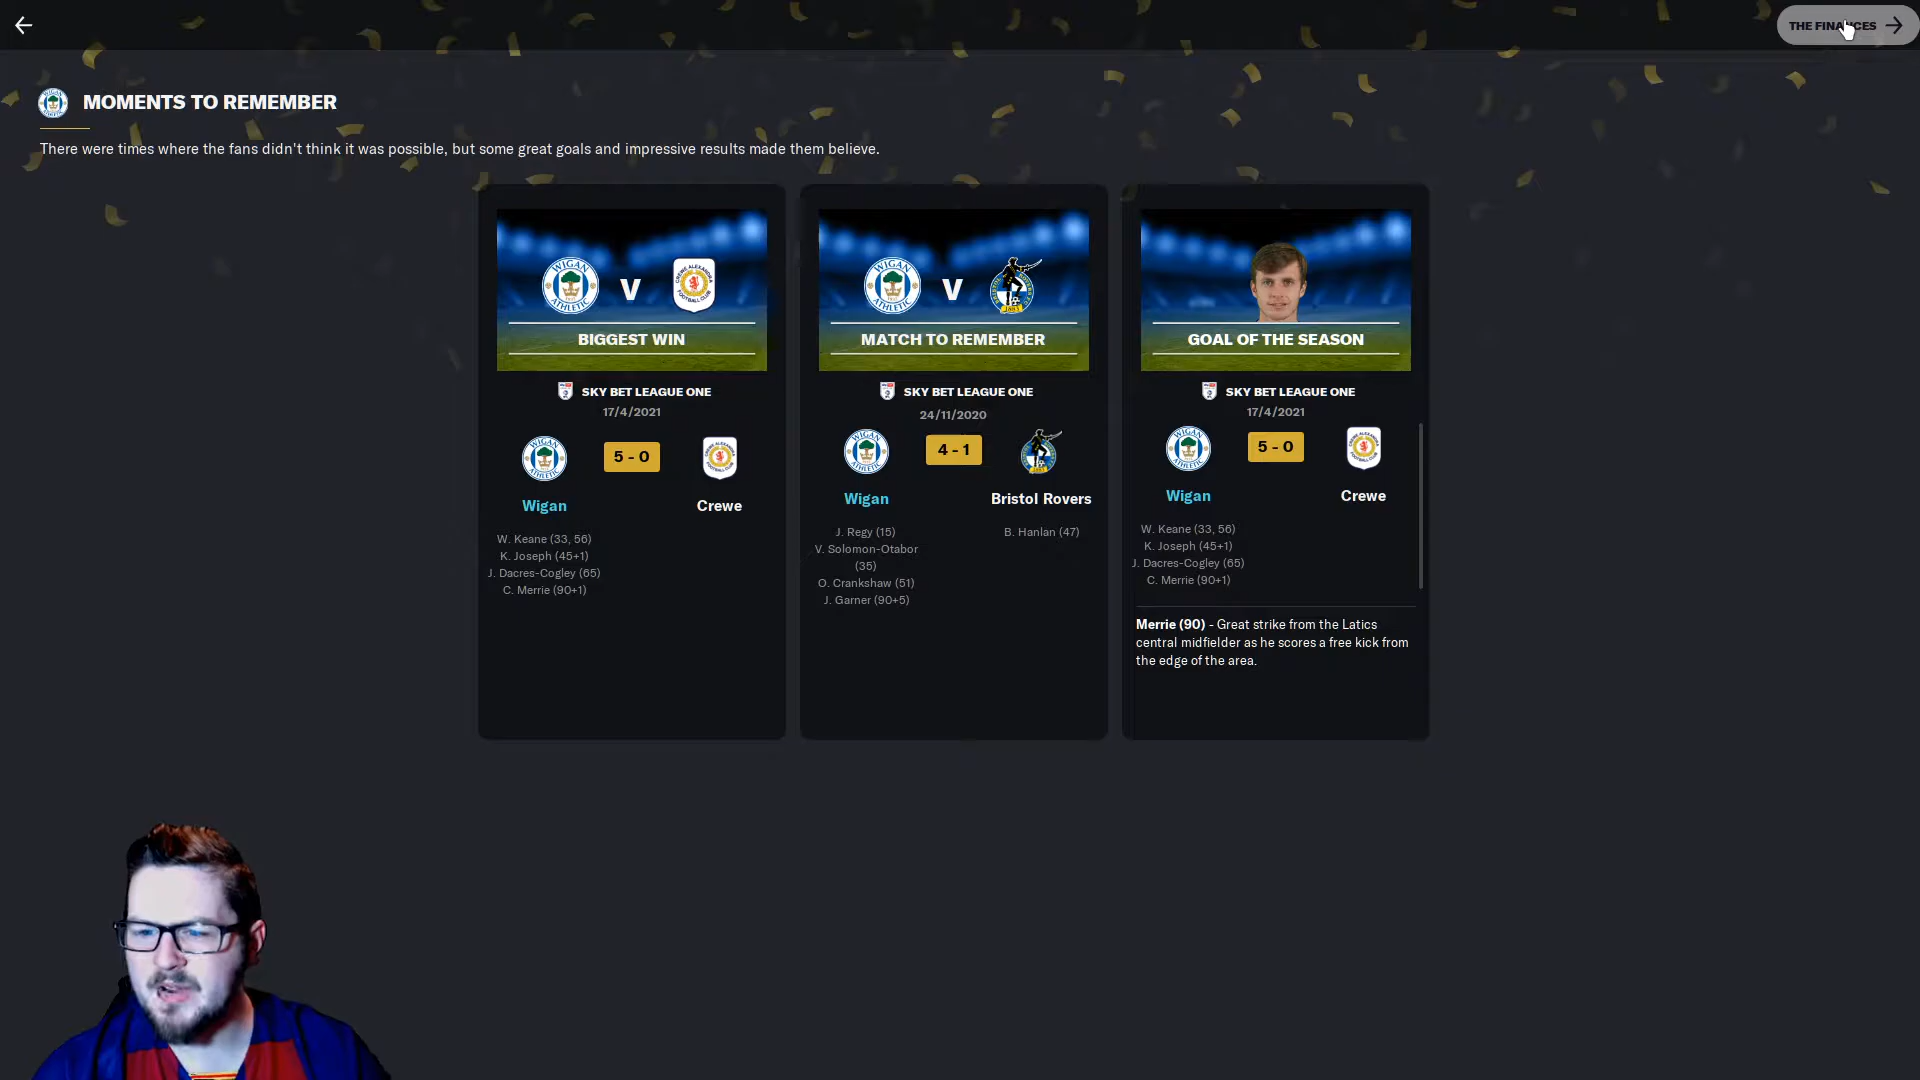 THE FINANCES
MOMENTS TO REMEMBER
There were times where the fans didn't think it was possible, but some great goals and impressive results made them believe.
WIGAN
ATHLETIC
V
BIGGEST WIN
SKY BET LEAGUE ONE
17/4/2021
5 - 0
Wigan
Crewe
W. Keane (33, 56)
K. Joseph (45+1)
J. Dacres-Cogley (65)
C. Merrie (90+1)
WIGAN
ATHLETIC
V
MATCH TO REMEMBER
SKY BET LEAGUE ONE
24/11/2020
4 - 1
Wigan
Bristol Rovers
J. Regy (15)
V. Solomon-Otabor
(35)
O. Crankshaw (51)
J. Garner (90+5)
B. Hanlan (47)
GOAL OF THE SEASON
SKY BET LEAGUE ONE
17/4/2021
5 - 0
Wigan
Crewe
W. Keane (33, 56)
K. Joseph (45+1)
J. Dacres-Cogley (65)
C. Merrie (90+1)
Merrie (90) - Great strike from the Latics
central midfielder as he scores a free kick from
the edge of the area.